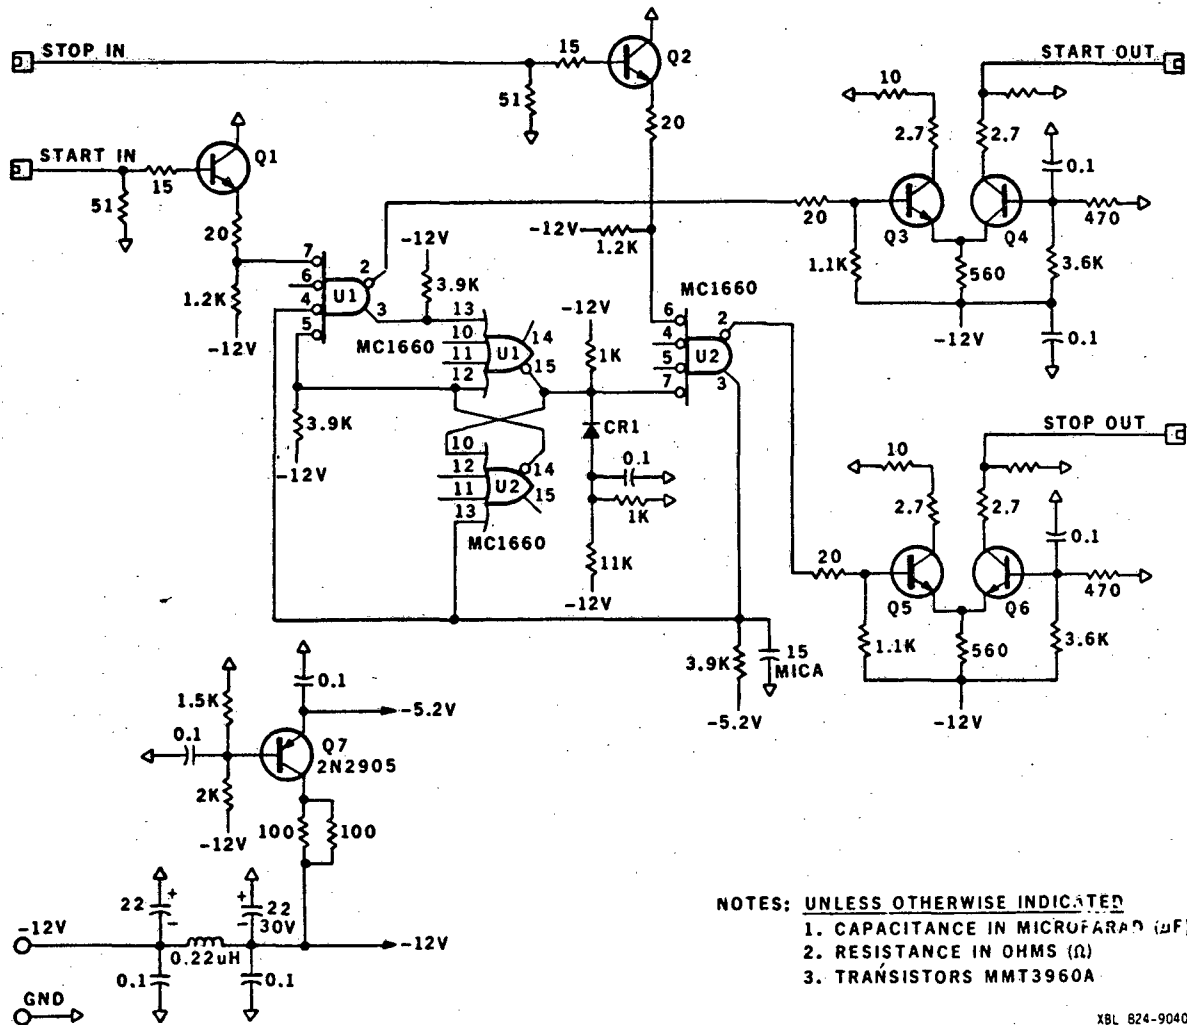 STOP IN
15
Q2
51
20
START OUT
10
2.7
2.7
0.1
START IN
15
Q1
51
20
1.2K
-12V
-12V
1.2K
20
Q3
Q4
470
1.1K
560
3.6K
-12V
0.1
7
6
4
5
U1
2
3
-12V
3.9K
MC1660
13
10
11
12
U1
14
15
-12V
1K
MC1660
6
4
5
7
U2
2
3
3.9K
-12V
10
12
11
13
U2
14
15
MC1660
CR1
0.1
1K
11K
-12V
STOP OUT
10
2.7
2.7
0.1
20
Q5
Q6
470
1.1K
560
3.6K
-12V
3.9K
15
MICA
-5.2V
0.1
1.5K
-5.2V
0.1
Q7
2N2905
2K
-12V
100
100
22
+
-
+
-
22
30V
-12V
0.22uH
-12V
0.1
0.1
GND
NOTES: UNLESS OTHERWISE INDICATED
1. CAPACITANCE IN MICROFARAD (µF)
2. RESISTANCE IN OHMS (Ω)
3. TRANSISTORS MMT3960A
XBL 824-9040